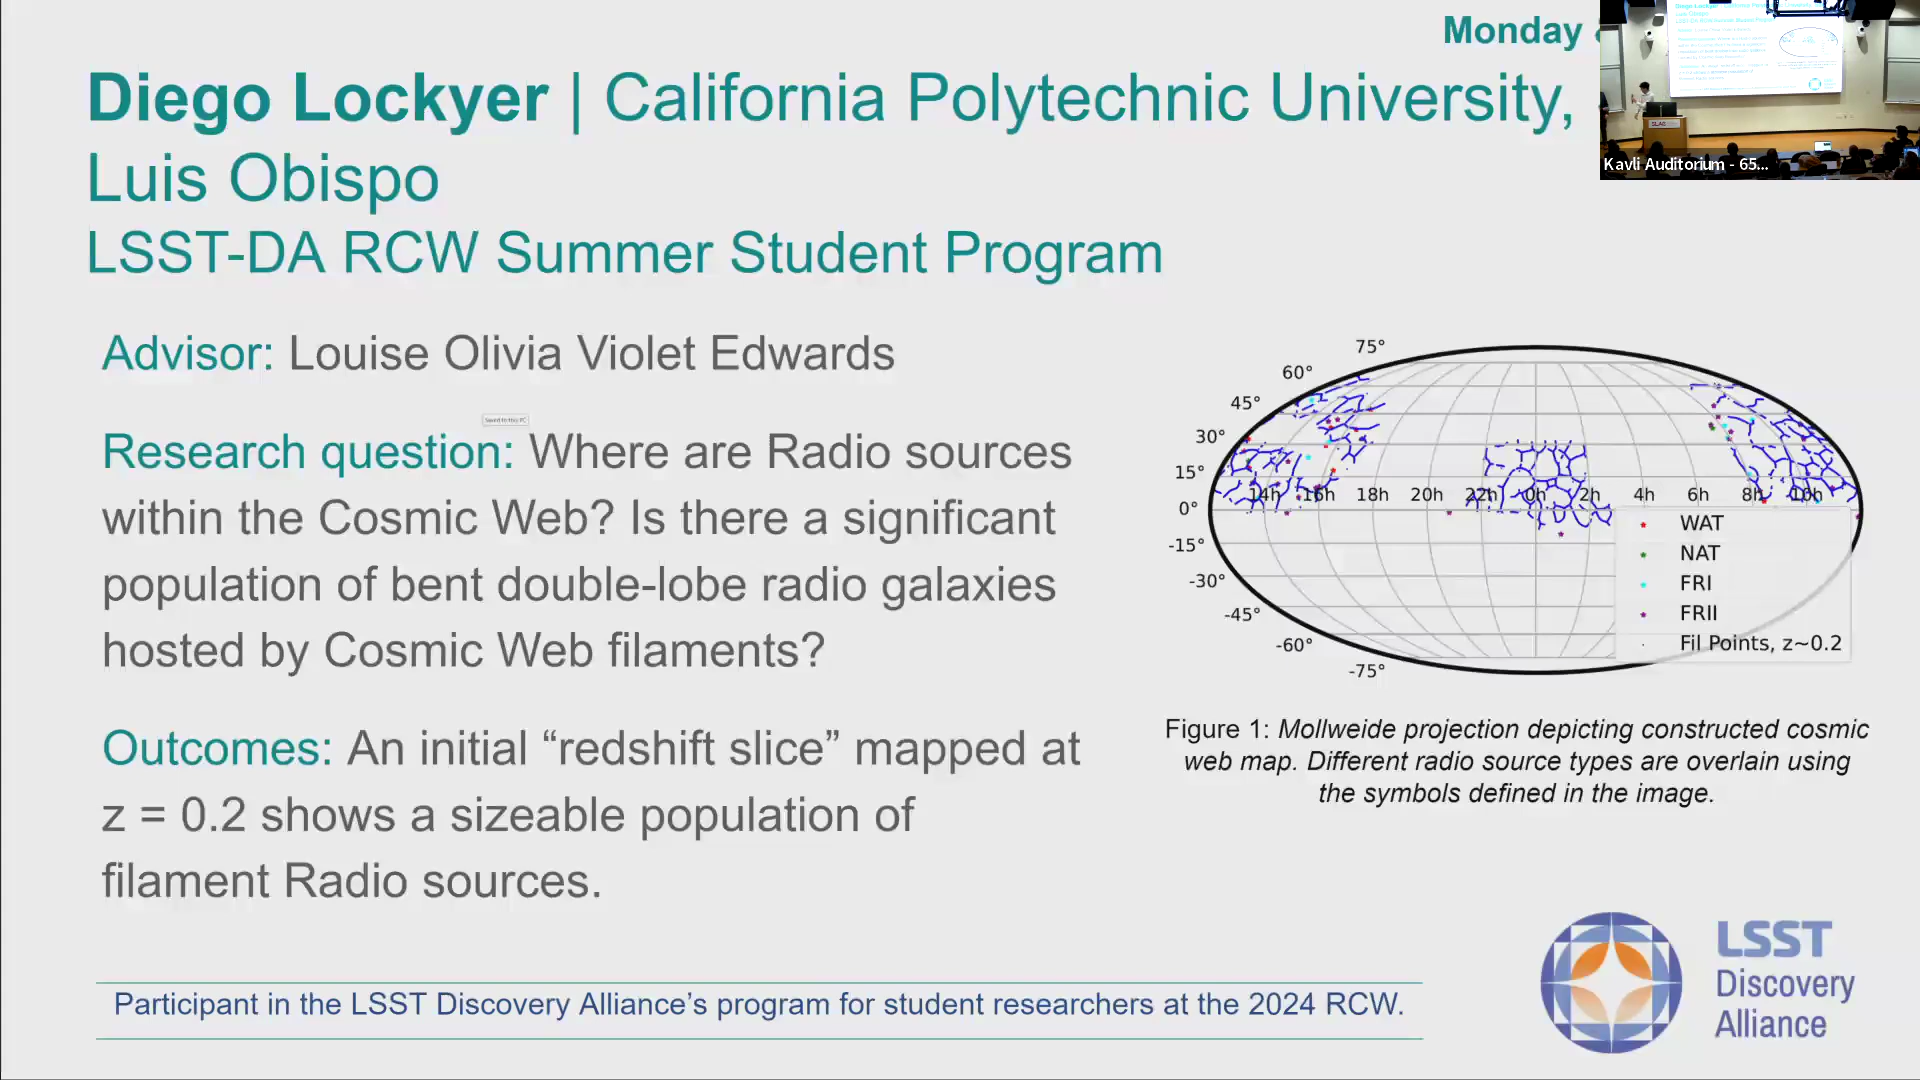 Monday
Diego Lockyer | California Polytechnic University,
Luis Obispo
LSST-DA RCW Summer Student Program
Kavli Auditorium - 65...
Advisor: Louise Olivia Violet Edwards
Saved to this PC
Research question: Where are Radio sources
within the Cosmic Web? Is there a significant
population of bent double-lobe radio galaxies
hosted by Cosmic Web filaments?
Outcomes: An initial “redshift slice” mapped at
z = 0.2 shows a sizeable population of
filament Radio sources.
75°
60°
45°
30°
15°
0°
-15°
-30°
-45°
-60°
-75°
14h 16h 18h 20h 22h 0h 2h 4h 6h 8h 10h
WAT
NAT
FRI
FRII
Fil Points, z~0.2
Figure 1: Mollweide projection depicting constructed cosmic
web map. Different radio source types are overlain using
the symbols defined in the image.
Participant in the LSST Discovery Alliance’s program for student researchers at the 2024 RCW.
LSST
Discovery
Alliance